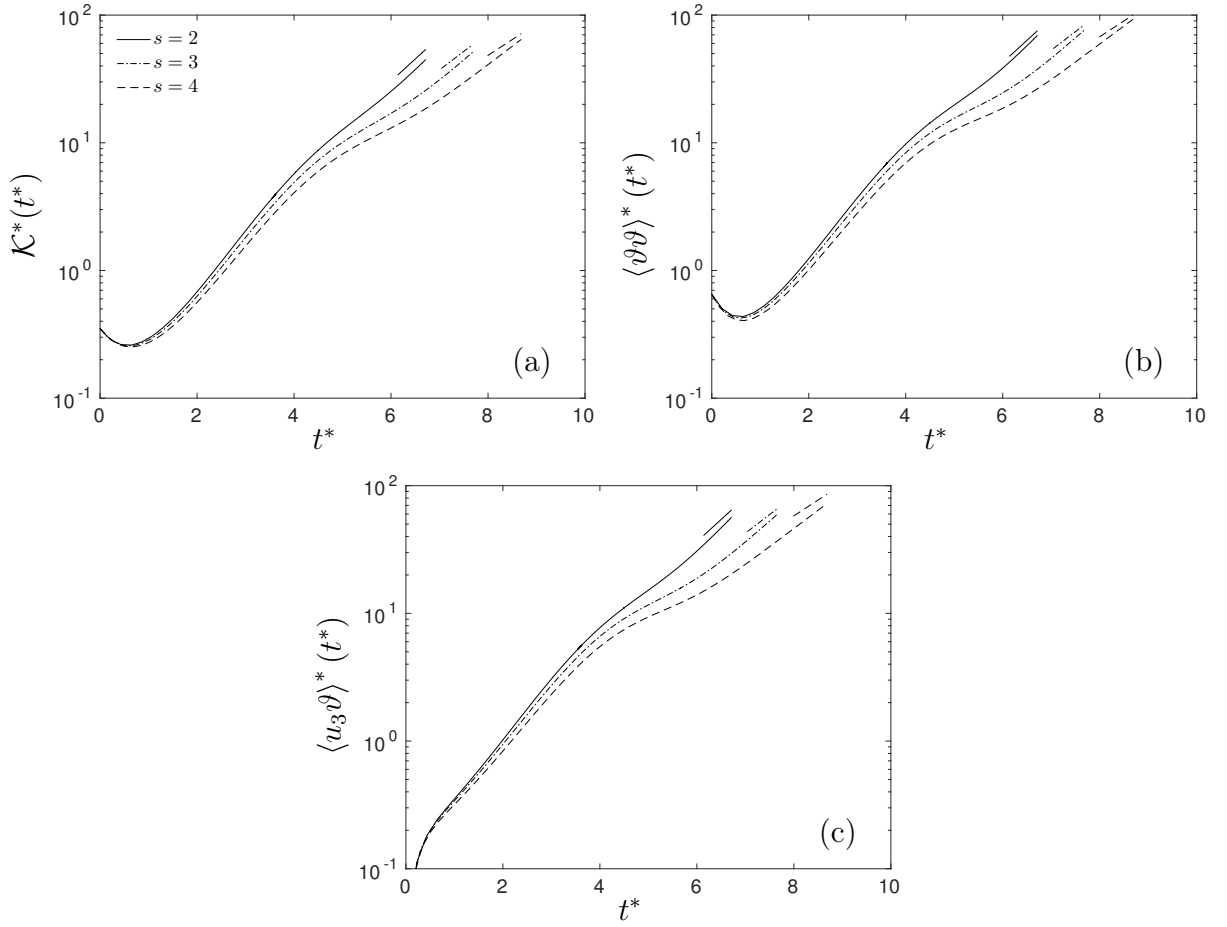 10^2
10^1
10^0
10^{-1}
𝒦^*(t^*)
s = 2
s = 3
s = 4
(a)
0 2 4 6 8 10
t^*
10^2
10^1
10^0
10^{-1}
⟨ϑϑ⟩^* (t^*)
(b)
0 2 4 6 8 10
t^*
10^2
10^1
10^0
10^{-1}
⟨u_3ϑ⟩^* (t^*)
(c)
0 2 4 6 8 10
t^*